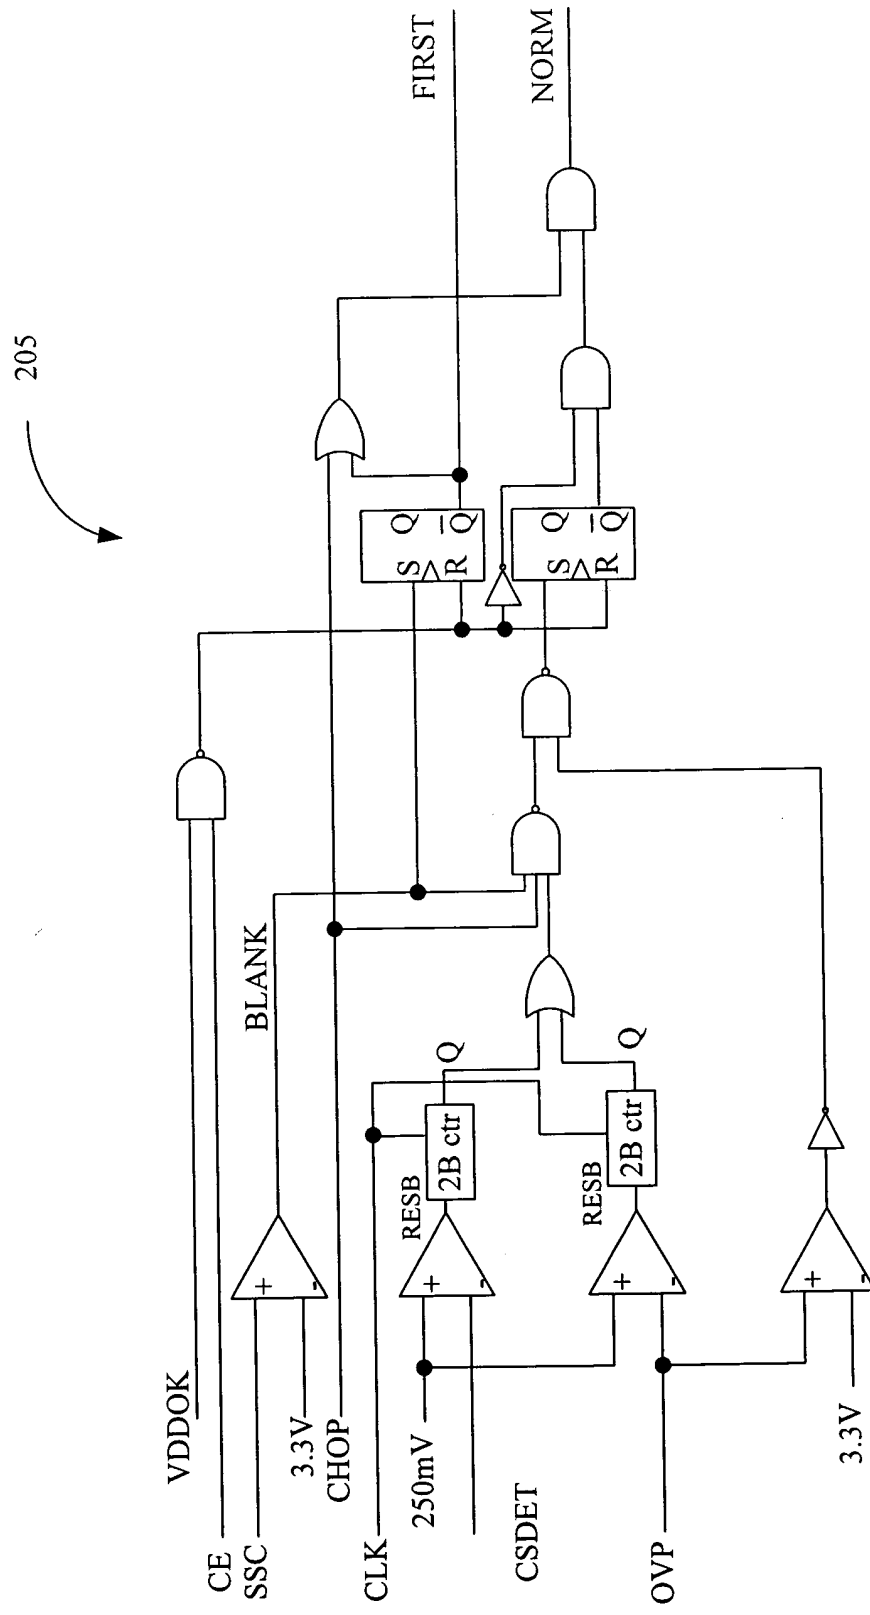 205
FIRST
NORM
VDDOK
CE
SSC
3.3V
CHOP
CLK
250mV
CSDET
OVP
3.3V
BLANK
+
-
+
-
+
-
+
-
RESB
2B ctr
Q
RESB
2B ctr
Q
S Q
R Q̅
S Q
R Q̅